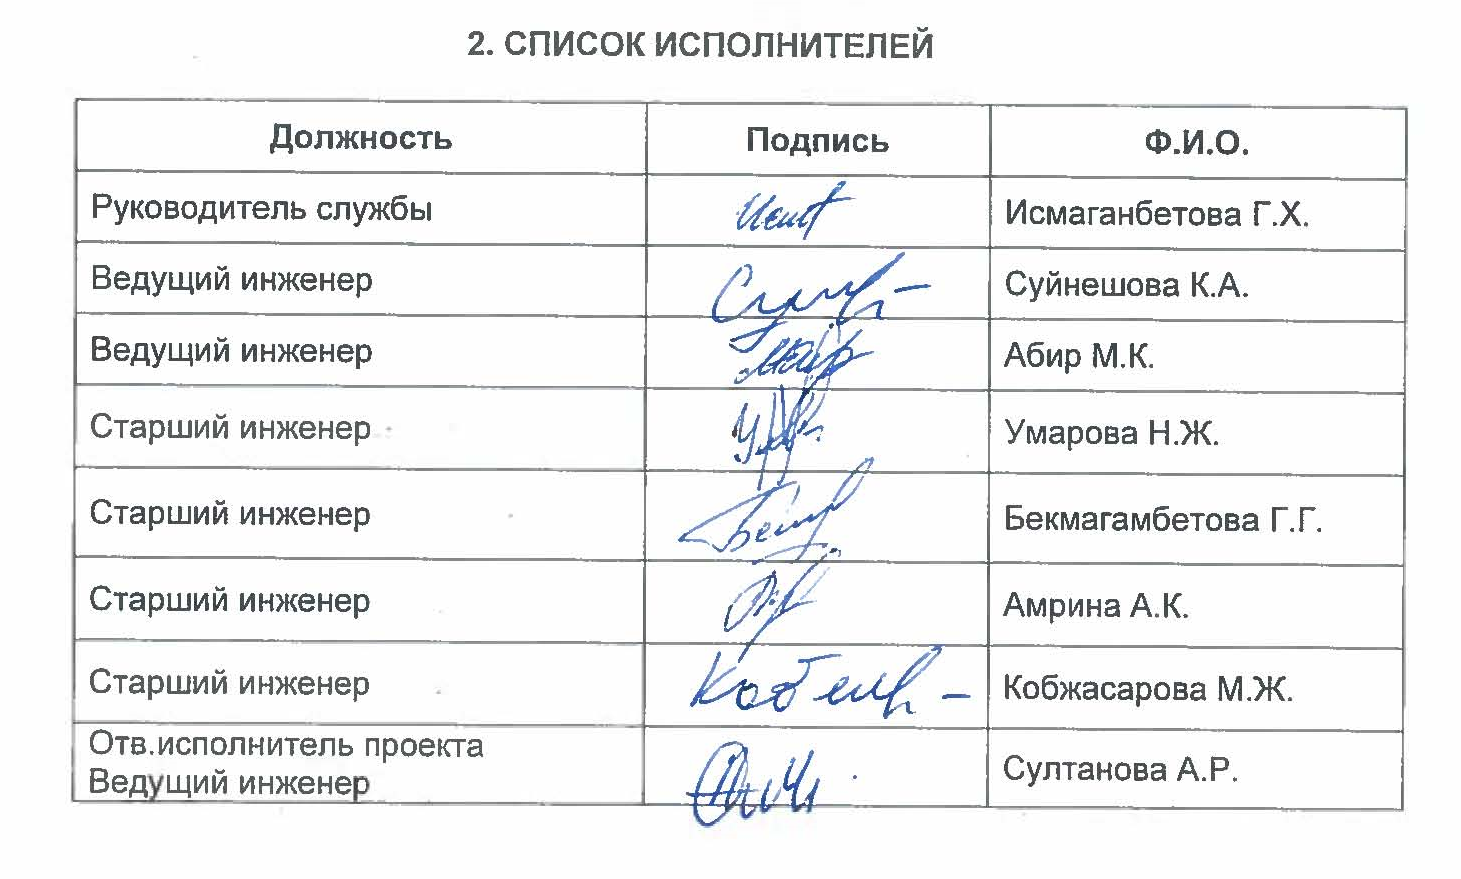 2. СПИСОК ИСПОЛНИТЕЛЕЙ
Должность Подпись Ф.И.О.
Руководитель службы Исмаганбетова Г.Х.
Ведущий инженер Суйнешова К.А.
Ведущий инженер Абир М.К.
Старший инженер Умарова Н.Ж.
Старший инженер Бекмагамбетова Г.Г.
Старший инженер Амрина А.К.
Старший инженер Кобжасарова М.Ж.
Отв.исполнитель проекта
Ведущий инженер Султанова А.Р.